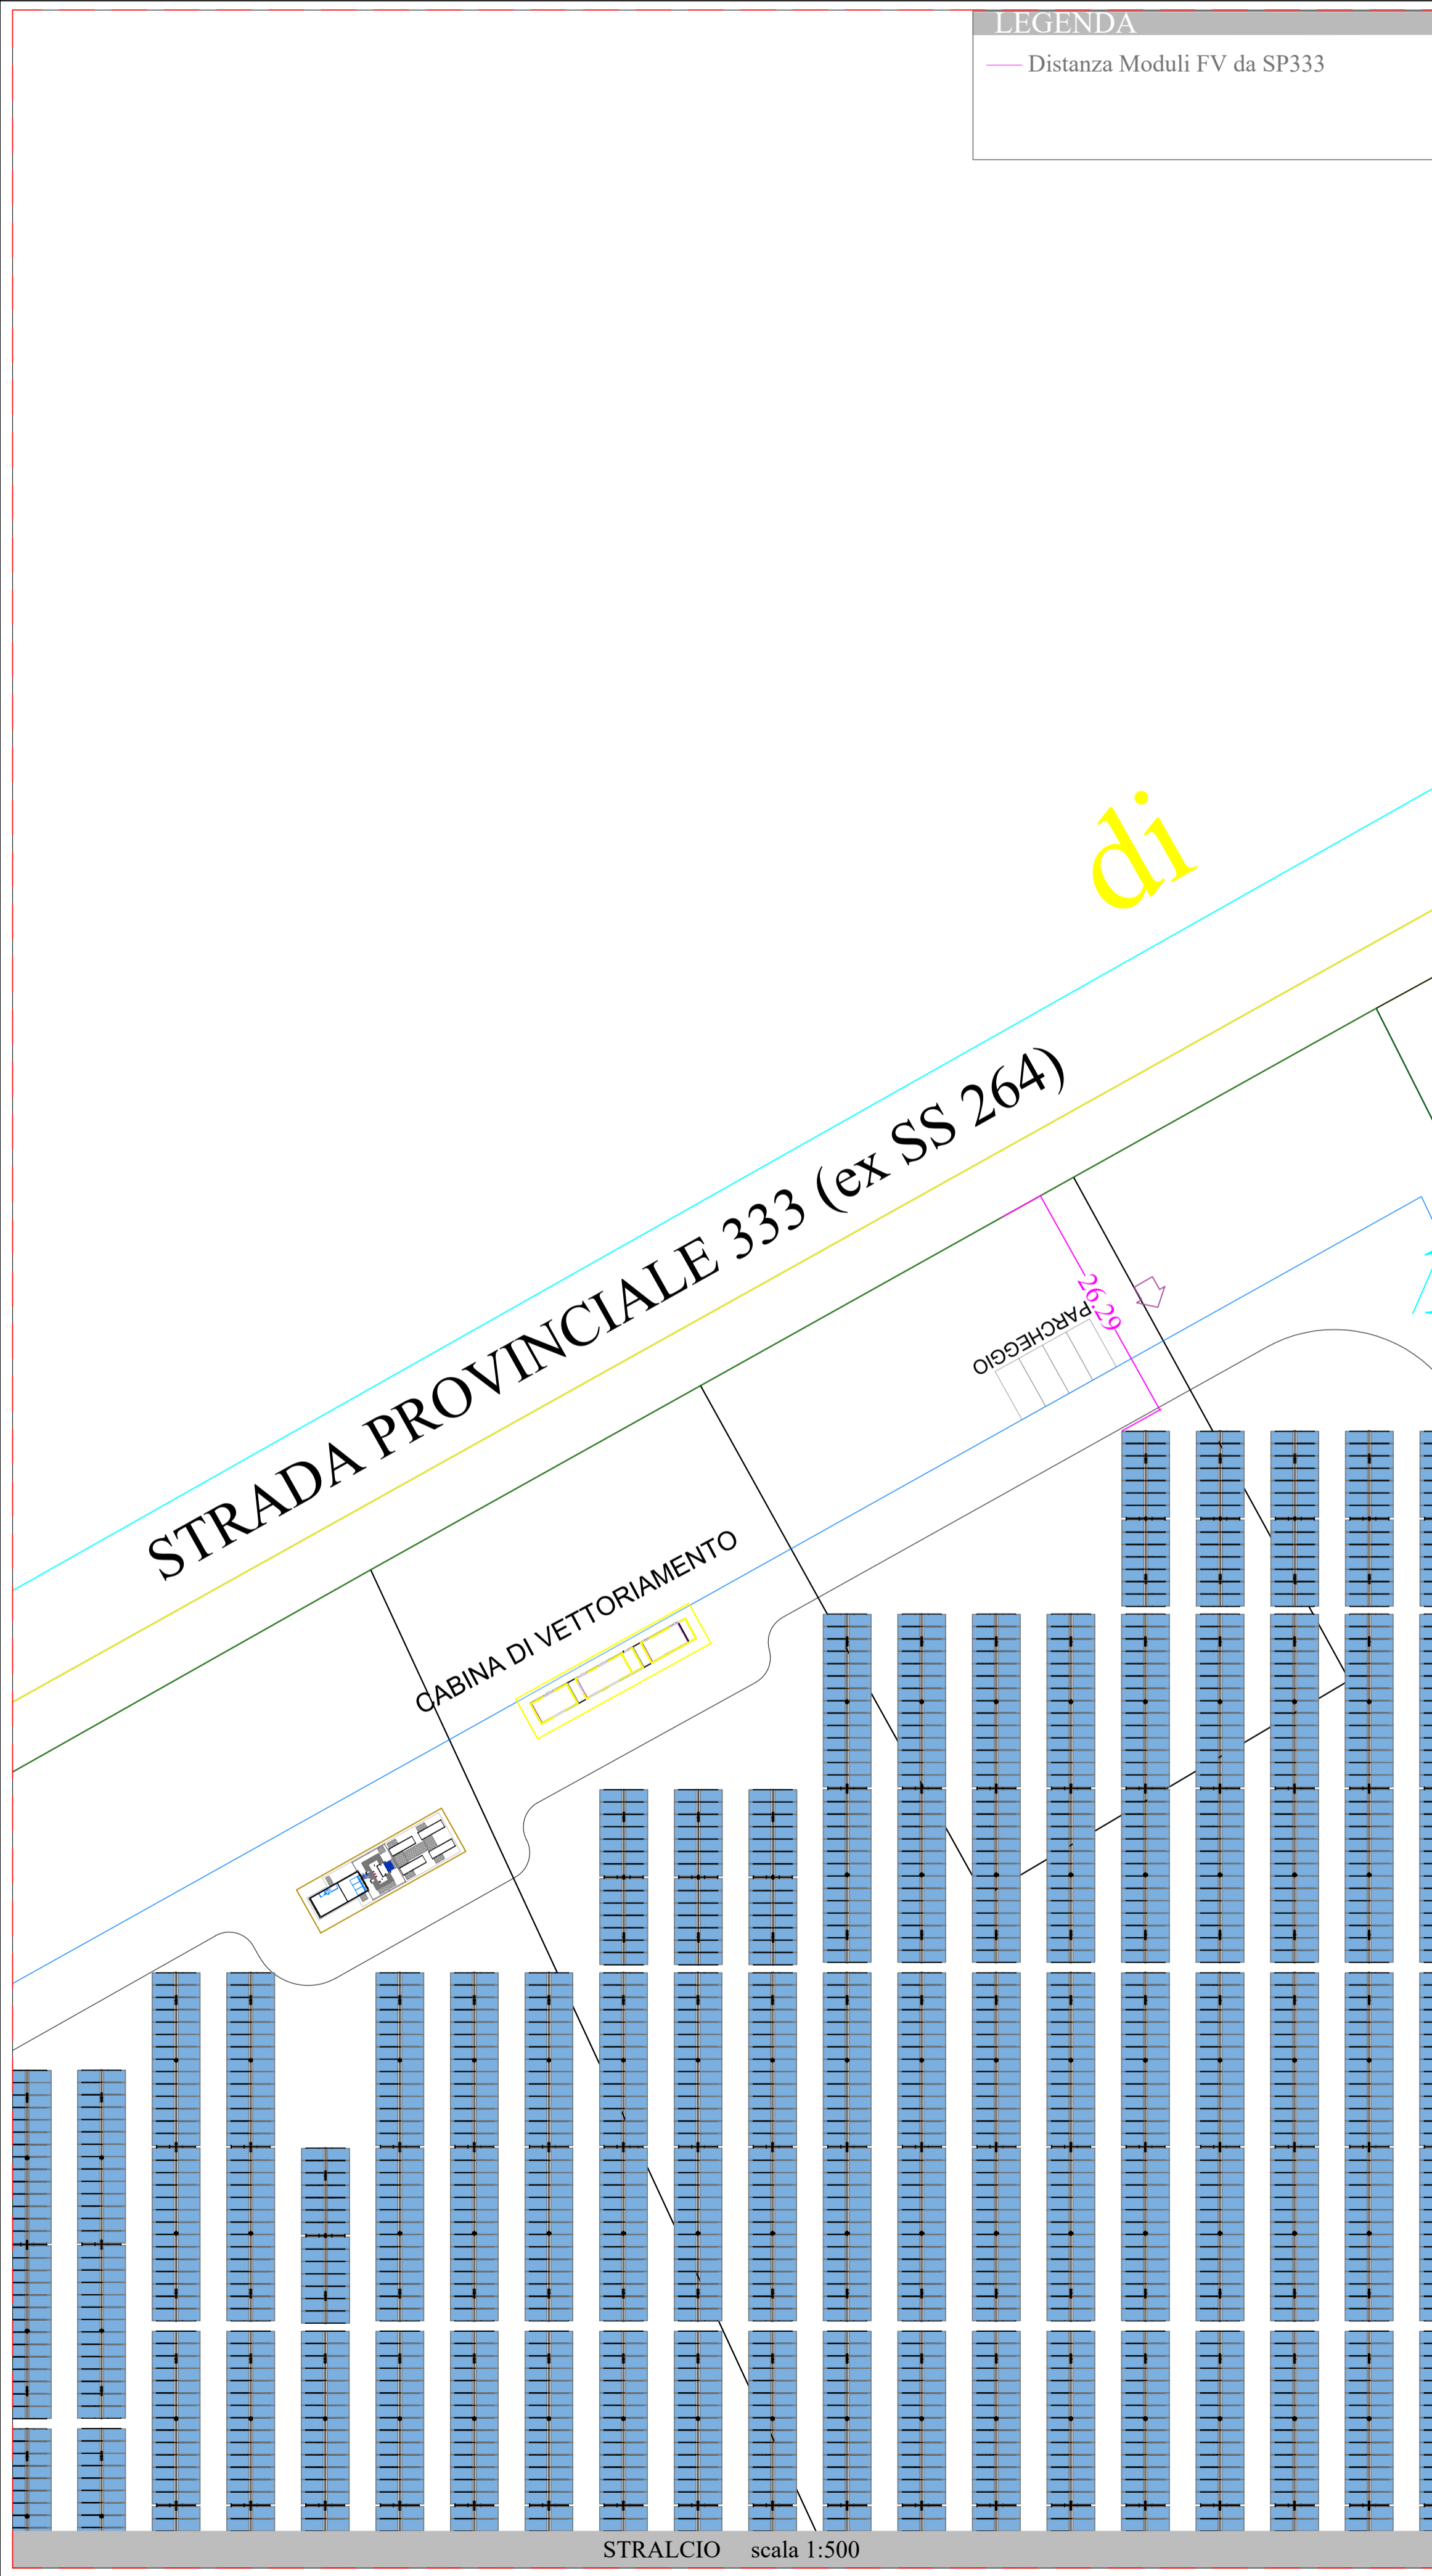 LEGENDA
Distanza Moduli FV da SP333
di
STRADA PROVINCIALE 333 (ex SS 264)
26.29
PARCHEGGIO
CABINA DI VETTORIAMENTO
STRALCIO scala 1:500